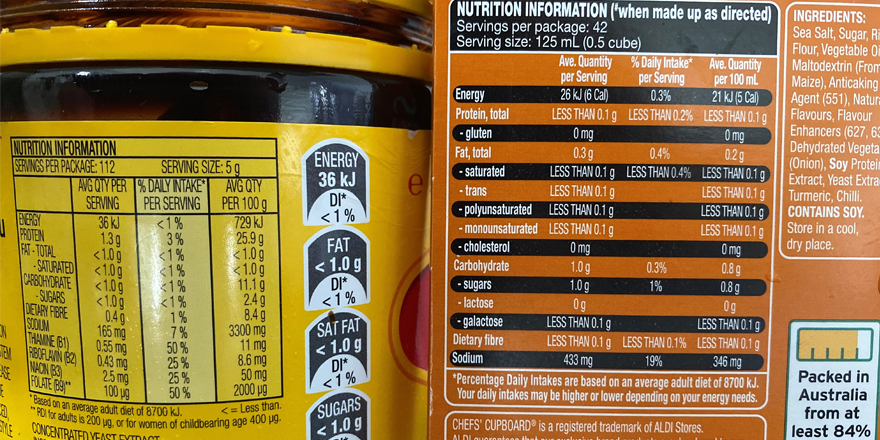 NUTRITION INFORMATION
SERVINGS PER PACKAGE: 112 SERVING SIZE: 5 g
AVG QTY PER SERVING % DAILY INTAKE* PER SERVING AVG QTY PER 100 g
ENERGY 36 kJ <1 % 729 kJ
PROTEIN 1.3 g 3 % 25.9 g
FAT - TOTAL <1.0 g <1 % <1.0 g
- SATURATED <1.0 g <1 % <1.0 g
CARBOHYDRATE <1.0 g <1 % 11.1 g
- SUGARS <1.0 g <1 % 2.4 g
DIETARY FIBRE 0.4 g 1 % 8.4 g
SODIUM 165 mg 7 % 3300 mg
THIAMINE (B1) 0.55 mg 50 % 11 mg
RIBOFLAVIN (B2) 0.43 mg 25 % 8.6 mg
NIACIN (B3) 2.5 mg 25 % 50 mg
FOLATE (B9)** 100 µg 50 % 2000 µg
* Based on an average adult diet of 8700 kJ. < = Less than.
** RDI for adults is 200 µg, or for women of childbearing age 400 µg.
CONCENTRATED YEAST EXTRACT
ENERGY
36 kJ
DI*
<1 %
FAT
<1.0 g
DI*
<1 %
SAT FAT
<1.0 g
DI*
<1 %
SUGARS
<1.0 g
e
NUTRITION INFORMATION (#when made up as directed)
Servings per package: 42
Serving size: 125 mL (0.5 cube)
Ave. Quantity per Serving % Daily Intake* per Serving Ave. Quantity per 100 mL
Energy 26 kJ (6 Cal) 0.3% 21 kJ (5 Cal)
Protein, total LESS THAN 0.1 g LESS THAN 0.2% LESS THAN 0.1 g
- gluten 0 mg 0 mg
Fat, total 0.3 g 0.4% 0.2 g
- saturated LESS THAN 0.1 g LESS THAN 0.4% LESS THAN 0.1 g
- trans LESS THAN 0.1 g LESS THAN 0.1 g
- polyunsaturated LESS THAN 0.1 g LESS THAN 0.1 g
- monounsaturated LESS THAN 0.1 g LESS THAN 0.1 g
- cholesterol 0 mg 0 mg
Carbohydrate 1.0 g 0.3% 0.8 g
- sugars 1.0 g 1% 0.8 g
- lactose 0 g 0 g
- galactose LESS THAN 0.1 g LESS THAN 0.1 g
Dietary fibre LESS THAN 0.1 g LESS THAN 0.1% LESS THAN 0.1 g
Sodium 433 mg 19% 346 mg
*Percentage Daily Intakes are based on an average adult diet of 8700 kJ.
Your daily intakes may be higher or lower depending on your energy needs.
CHEFS' CUPBOARD® is a registered trademark of ALDI Stores.
INGREDIENTS:
Sea Salt, Sugar,
Flour, Vegetable
Maltodextrin (From
Maize), Anticaking
Agent (551),
Flavours, Flavour
Enhancers (627,
Dehydrated
(Onion), Soy Protein
Extract, Yeast
Turmeric, Chilli.
CONTAINS SOY.
Store in a cool,
dry place.
Packed in
Australia
from at
least 84%